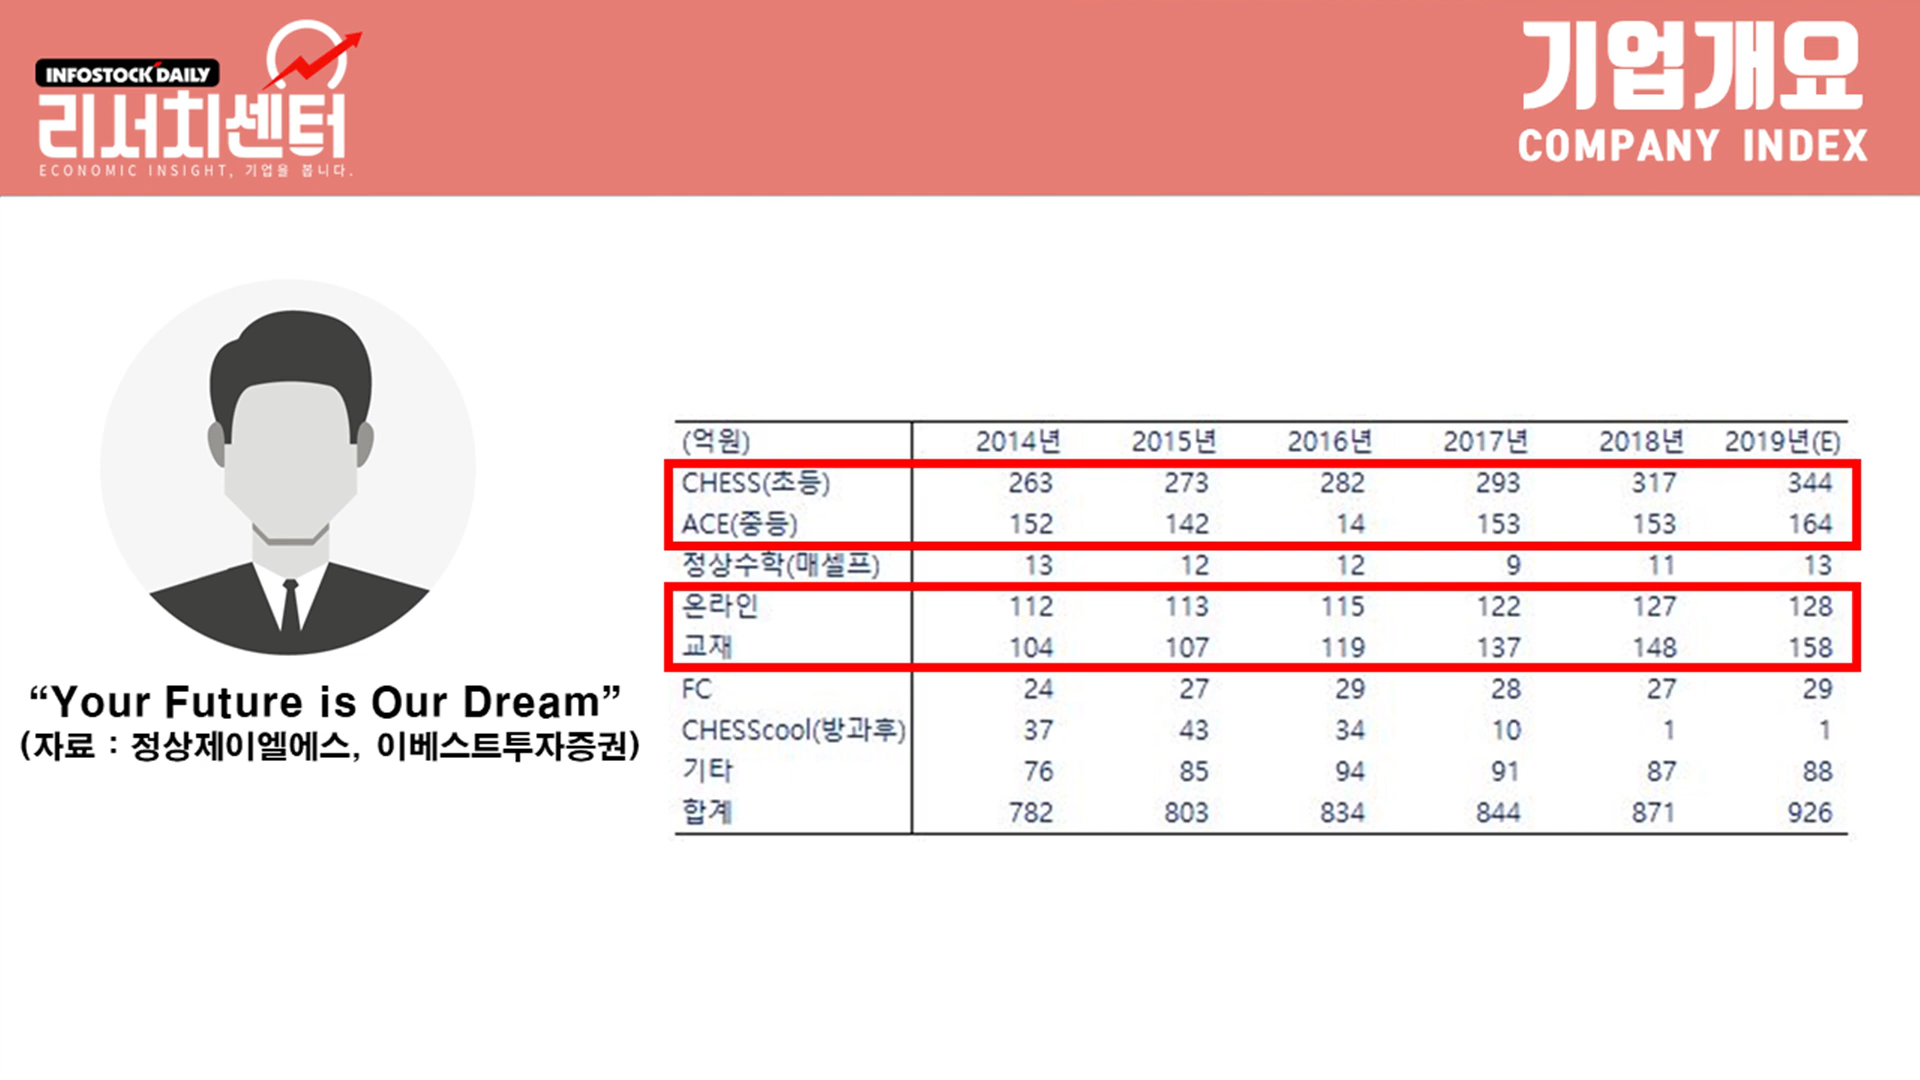 INFOSTOCK DAILY
리서치센터
ECONOMIC INSIGHT, 기업을 봅니다.
기업개요
COMPANY INDEX
“Your Future is Our Dream”
(자료 : 정상제이엘에스, 이베스트투자증권)
(억원) 2014년 2015년 2016년 2017년 2018년 2019년(E)
CHESS(초등) 263 273 282 293 317 344
ACE(중등) 152 142 14 153 153 164
정상수학(매셀프) 13 12 12 9 11 13
온라인 112 113 115 122 127 128
교재 104 107 119 137 148 158
FC 24 27 29 28 27 29
CHESScool(방과후) 37 43 34 10 1 1
기타 76 85 94 91 87 88
합계 782 803 834 844 871 926